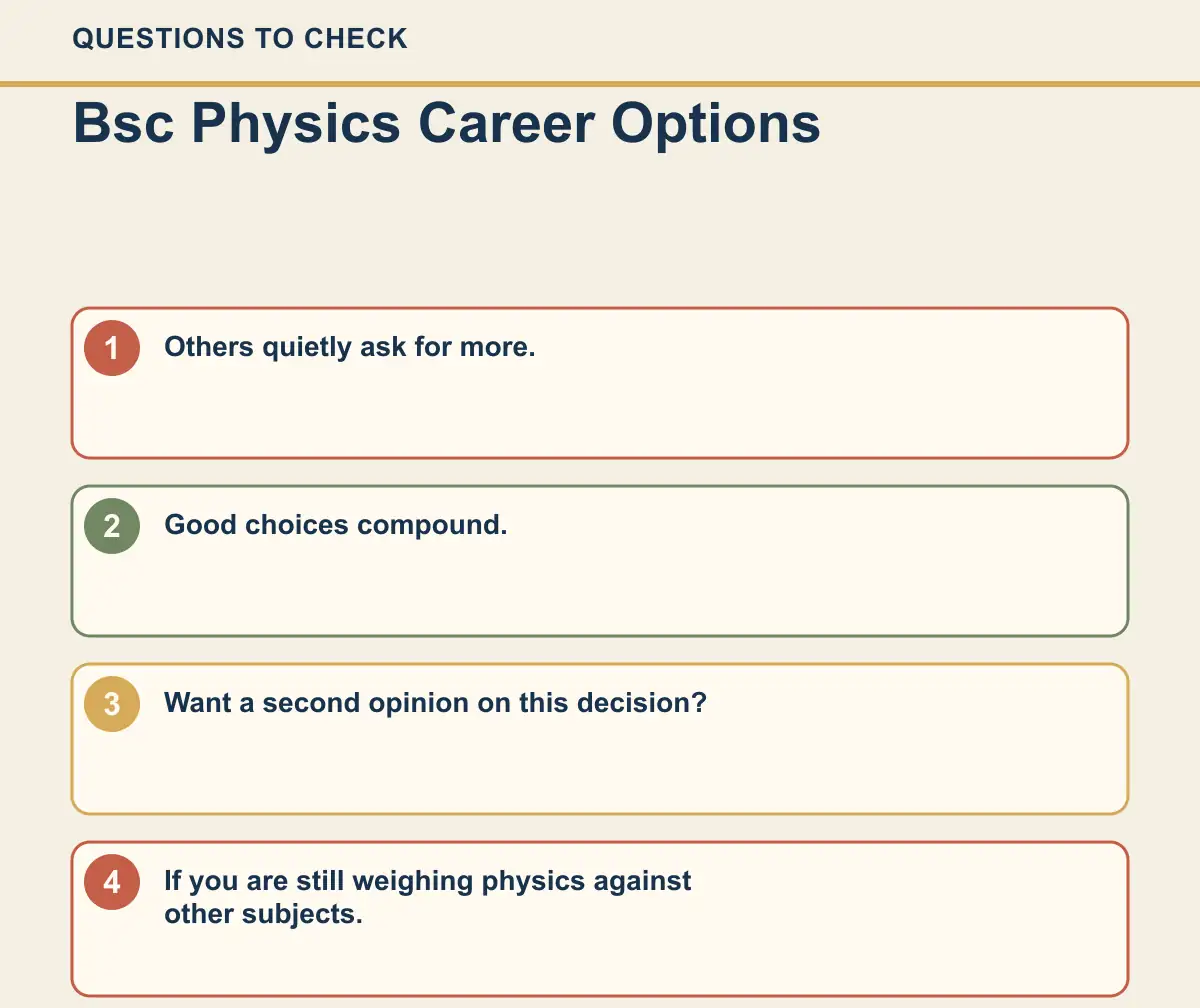 QUESTIONS TO CHECK
Bsc Physics Career Options
1
Others quietly ask for more.
2
Good choices compound.
3
Want a second opinion on this decision?
4
If you are still weighing physics against
other subjects.